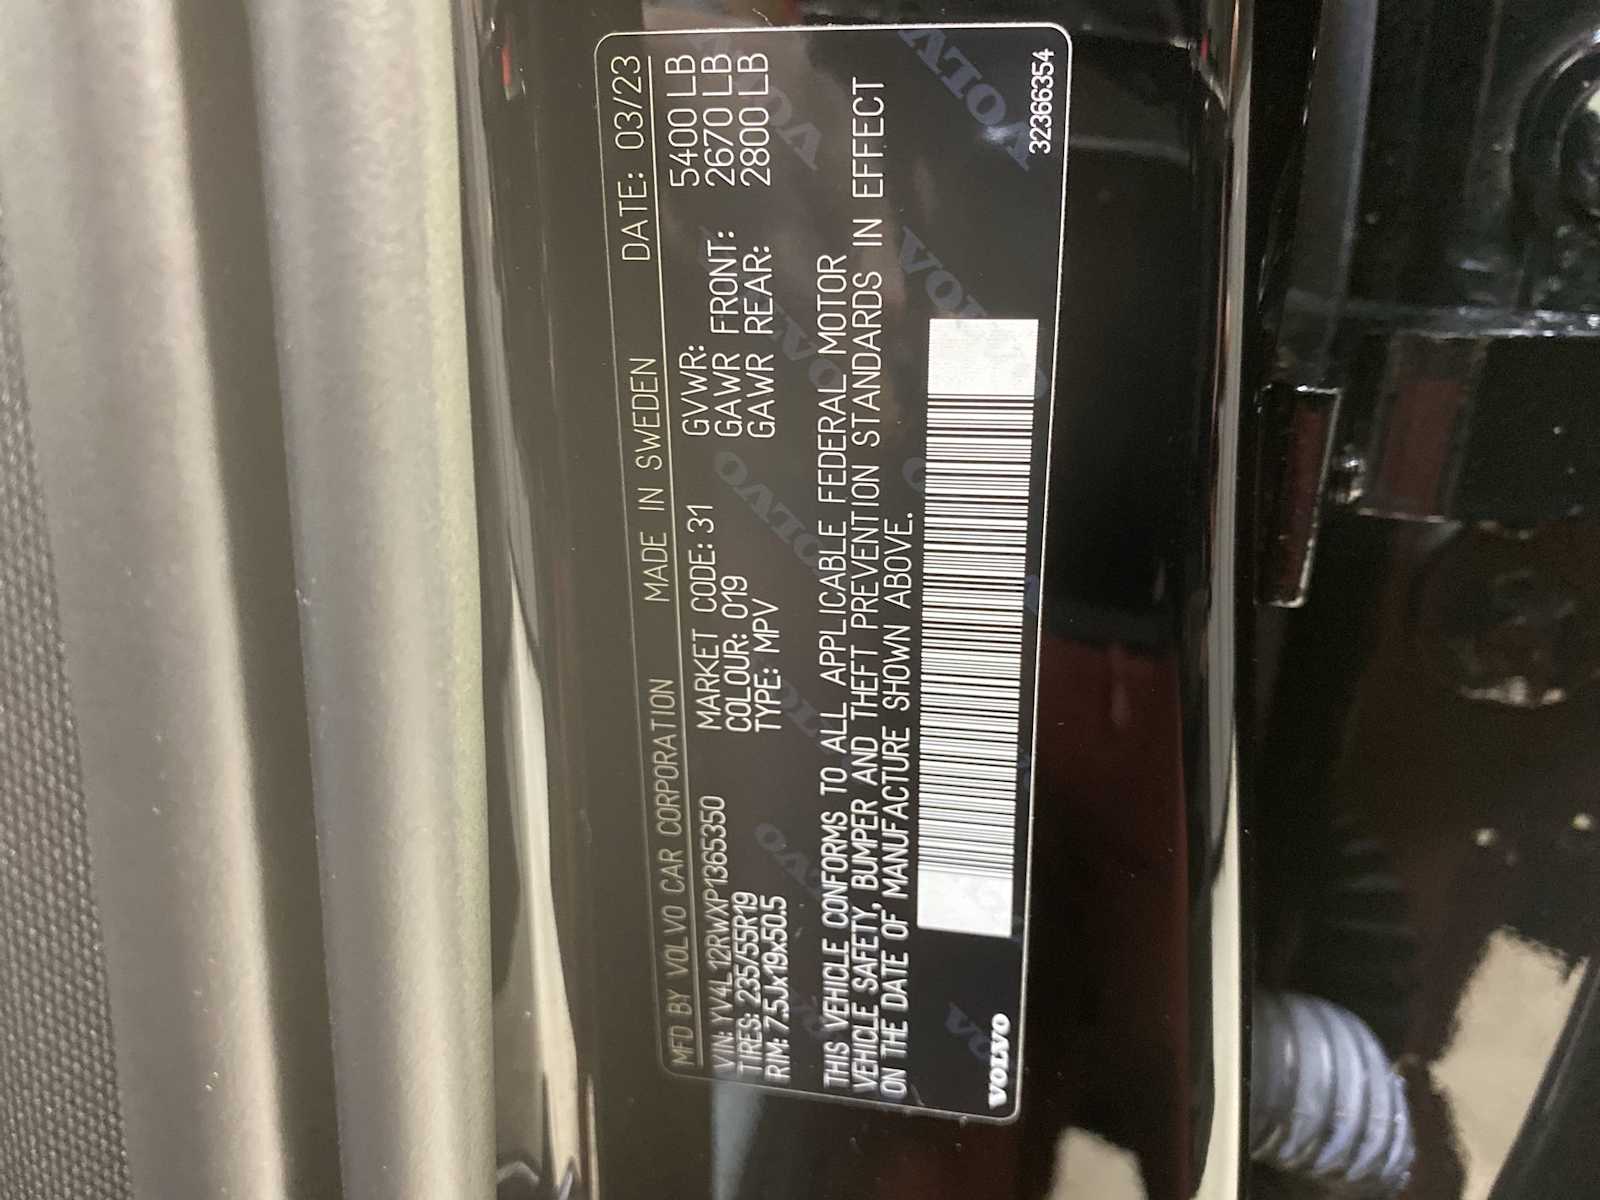 MFD BY VOLVO CAR CORPORATION MADE IN SWEDEN DATE: 03/23
VIN: YV4L12RWXP1365350 MARKET CODE: 31 GVWR: 5400 LB
TIRES: 235/55R19 COLOUR: 019 GAWR FRONT: 2670 LB
RIM: 7.5Jx19x50.5 TYPE: MPV GAWR REAR: 2800 LB
THIS VEHICLE CONFORMS TO ALL APPLICABLE FEDERAL MOTOR
VEHICLE SAFETY, BUMPER AND THEFT PREVENTION STANDARDS IN EFFECT
ON THE DATE OF MANUFACTURE SHOWN ABOVE.
VOLVO 32366354